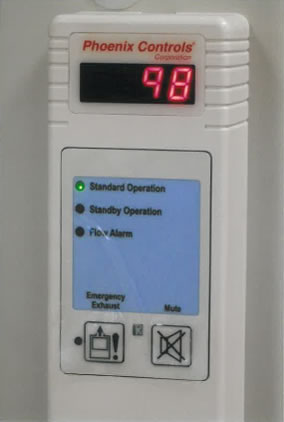 Phoenix Controls®
Corporation
98
Standard Operation
Standby Operation
Flow Alarm
Emergency Exhaust
Mute
!